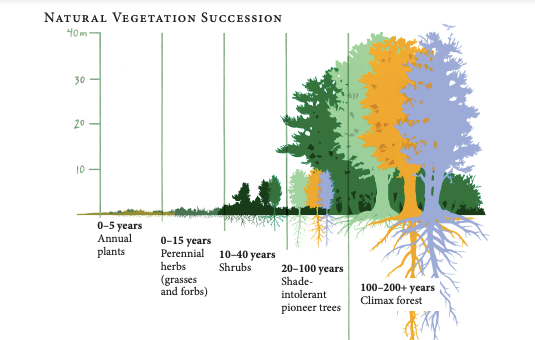 NATURAL VEGETATION SUCCESSION
40m
30
20
10
0
0–5 years
Annual
plants
0–15 years
Perennial
herbs
(grasses
and forbs)
10–40 years
Shrubs
20–100 years
Shade-
intolerant
pioneer trees
100–200+ years
Climax forest